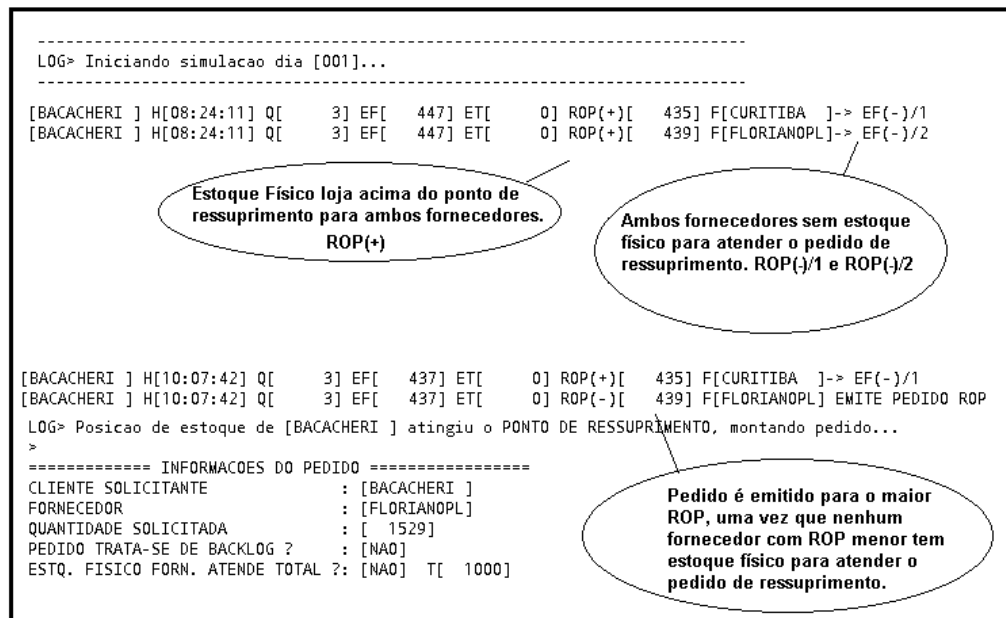 ----------------------------------------------------------------------
LOG> Iniciando simulacao dia [001]...
----------------------------------------------------------------------
[BACACHERI ] H[08:24:11] Q[     3] EF[   447] ET[     0] ROP(+)[   435] F[CURITIBA  ]-> EF(-)/1
[BACACHERI ] H[08:24:11] Q[     3] EF[   447] ET[     0] ROP(+)[   439] F[FLORIANOPL]-> EF(-)/2
Estoque Físico loja acima do ponto de
ressuprimento para ambos fornecedores.
ROP(+)
Ambos fornecedores sem estoque
físico para atender o pedido de
ressuprimento. ROP(-)/1 e ROP(-)/2
[BACACHERI ] H[10:07:42] Q[     3] EF[   437] ET[     0] ROP(+)[   435] F[CURITIBA  ]-> EF(-)/1
[BACACHERI ] H[10:07:42] Q[     3] EF[   437] ET[     0] ROP(-)[   439] F[FLORIANOPL] EMITE PEDIDO ROP
LOG> Posicao de estoque de [BACACHERI ] atingiu o PONTO DE RESSUPRIMENTO, montando pedido...
>
============= INFORMACOES DO PEDIDO =================
CLIENTE SOLICITANTE : [BACACHERI ]
FORNECEDOR : [FLORIANOPL]
QUANTIDADE SOLICITADA : [  1529]
PEDIDO TRATA-SE DE BACKLOG ? : [NAO]
ESTQ. FISICO FORN. ATENDE TOTAL ?: [NAO]  T[  1000]
Pedido é emitido para o maior
ROP, uma vez que nenhum
fornecedor com ROP menor tem
estoque físico para atender o
pedido de ressuprimento.